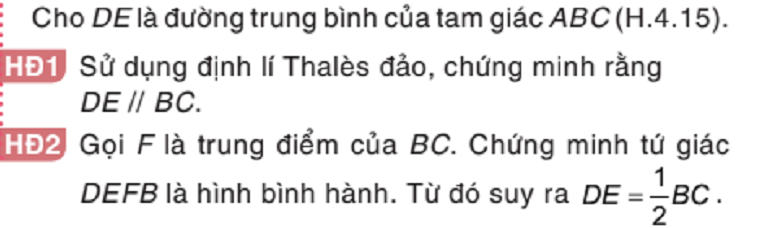 Cho DE là đường trung bình của tam giác ABC (H.4.15).
HĐ1 Sử dụng định lí Thalès đảo, chứng minh rằng
DE // BC.
HĐ2 Gọi F là trung điểm của BC. Chứng minh tứ giác
DEFB là hình bình hành. Từ đó suy ra DE = 1/2 BC.